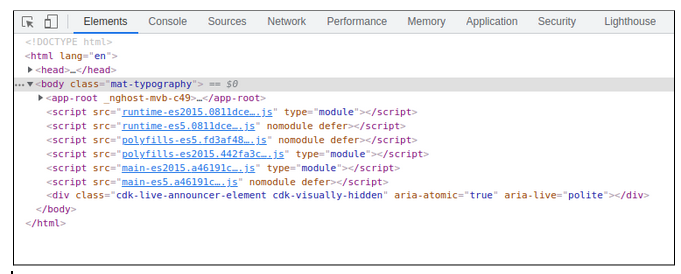 Elements Console Sources Network Performance Memory Application Security Lighthouse
<!DOCTYPE html>
<html lang="en">
<head>…</head>
<body class="mat-typography"> == $0
<app-root _nghost-mvb-c49>…</app-root>
<script src="runtime-es2015.0811dce….js" type="module"></script>
<script src="runtime-es5.0811dce….js" nomodule defer></script>
<script src="polyfills-es5.fd3af48….js" nomodule defer></script>
<script src="polyfills-es2015.442fa3c….js" type="module"></script>
<script src="main-es2015.a46191c….js" type="module"></script>
<script src="main-es5.a46191c….js" nomodule defer></script>
<div class="cdk-live-announcer-element cdk-visually-hidden" aria-atomic="true" aria-live="polite"></div>
</body>
</html>